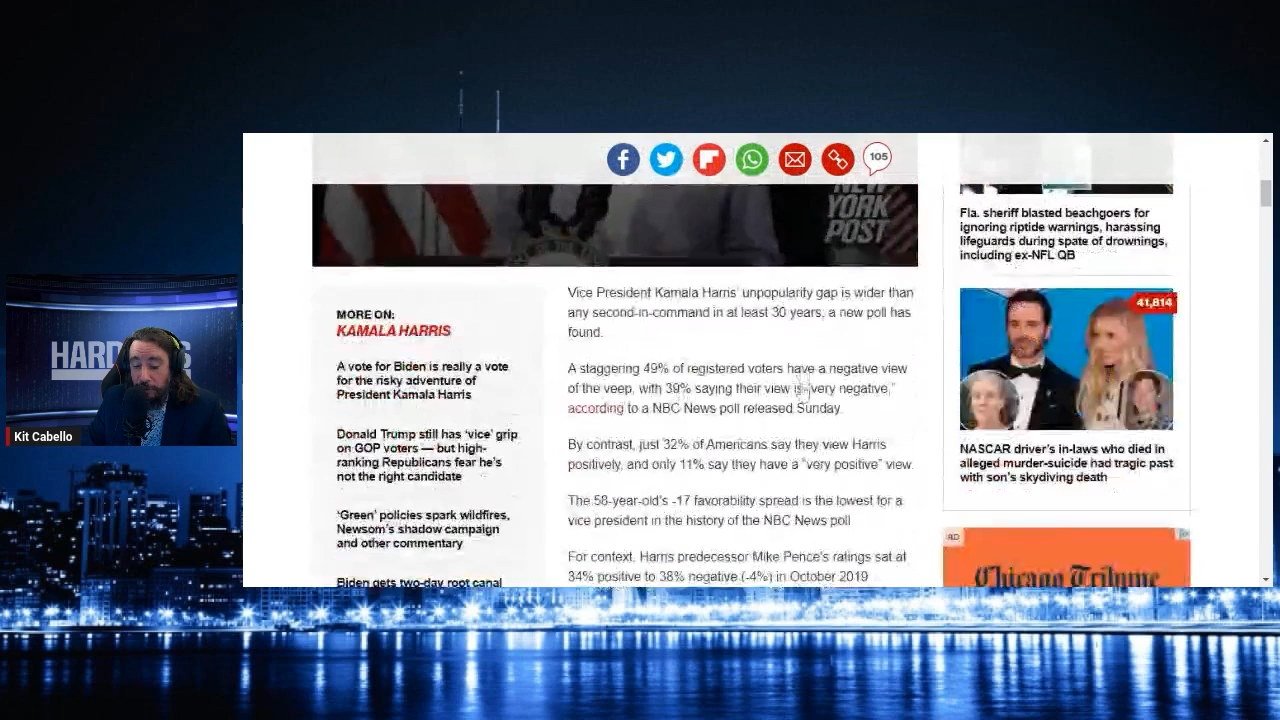 105
NEW
YORK
POST
Fla. sheriff blasted beachgoers for
ignoring riptide warnings, harassing
lifeguards during spate of drownings,
including ex-NFL QB
MORE ON:
KAMALA HARRIS
A vote for Biden is really a vote
for the risky adventure of
President Kamala Harris
Donald Trump still has ‘vice’ grip
on GOP voters — but high-
ranking Republicans fear he’s
not the right candidate
‘Green’ policies spark wildfires,
Newsom’s shadow campaign
and other commentary
Biden gets two-day root canal
Vice President Kamala Harris’ unpopularity gap is wider than
any second-in-command in at least 30 years, a new poll has
found.
A staggering 49% of registered voters have a negative view
of the veep, with 39% saying their view is “very negative,”
according to a NBC News poll released Sunday.
By contrast, just 32% of Americans say they view Harris
positively, and only 11% say they have a “very positive” view.
The 58-year-old’s -17 favorability spread is the lowest for a
vice president in the history of the NBC News poll
For context, Harris predecessor Mike Pence’s ratings sat at
34% positive to 38% negative (-4%) in October 2019
41,814
NASCAR driver’s in-laws who died in
alleged murder-suicide had tragic past
with son’s skydiving death
AD
Chicago Tribune
HARD
S
Kit Cabello